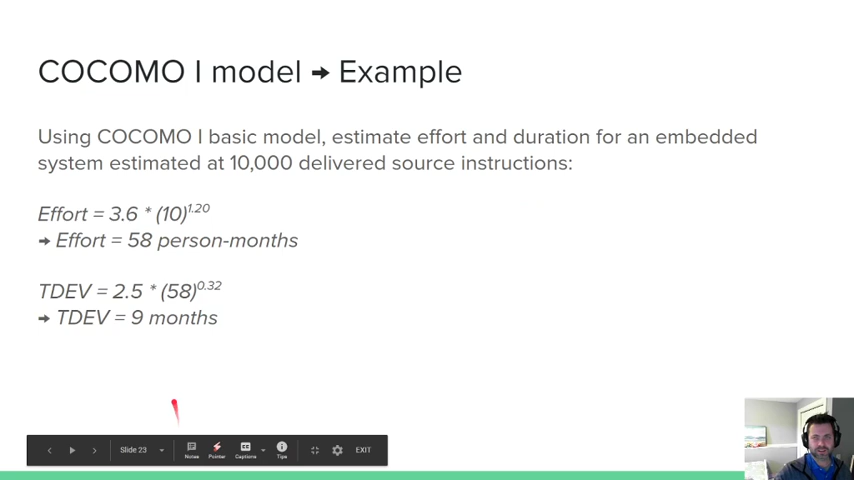 COCOMO I model → Example
Using COCOMO I basic model, estimate effort and duration for an embedded
system estimated at 10,000 delivered source instructions:
Effort = 3.6 * (10)^1.20
→ Effort = 58 person-months
TDEV = 2.5 * (58)^0.32
→ TDEV = 9 months
Slide 23
Notes
Pointer
Captions
Tips
EXIT